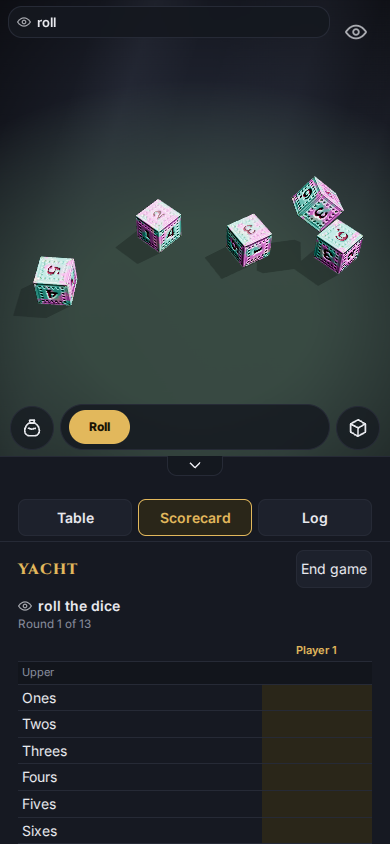 roll
Roll
Table Scorecard Log
YACHT
End game
roll the dice
Round 1 of 13
Player 1
Upper
Ones
Twos
Threes
Fours
Fives
Sixes